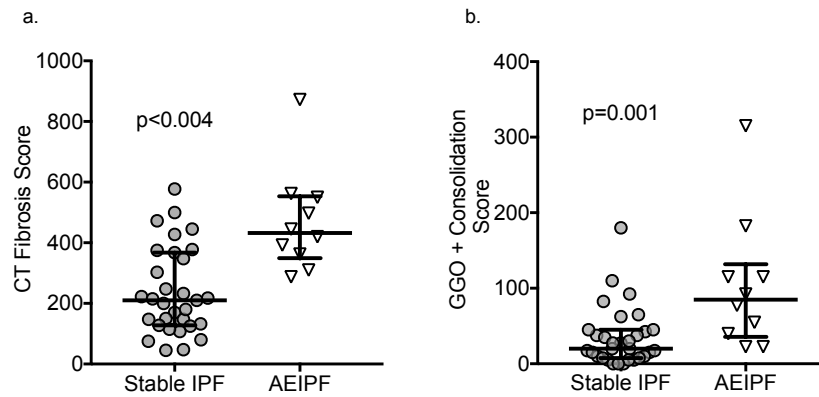 a.
CT Fibrosis Score
1000
800
600
400
200
0
p<0.004
Stable IPF
AEIPF
b.
GGO + Consolidation
Score
400
300
200
100
0
p=0.001
Stable IPF
AEIPF